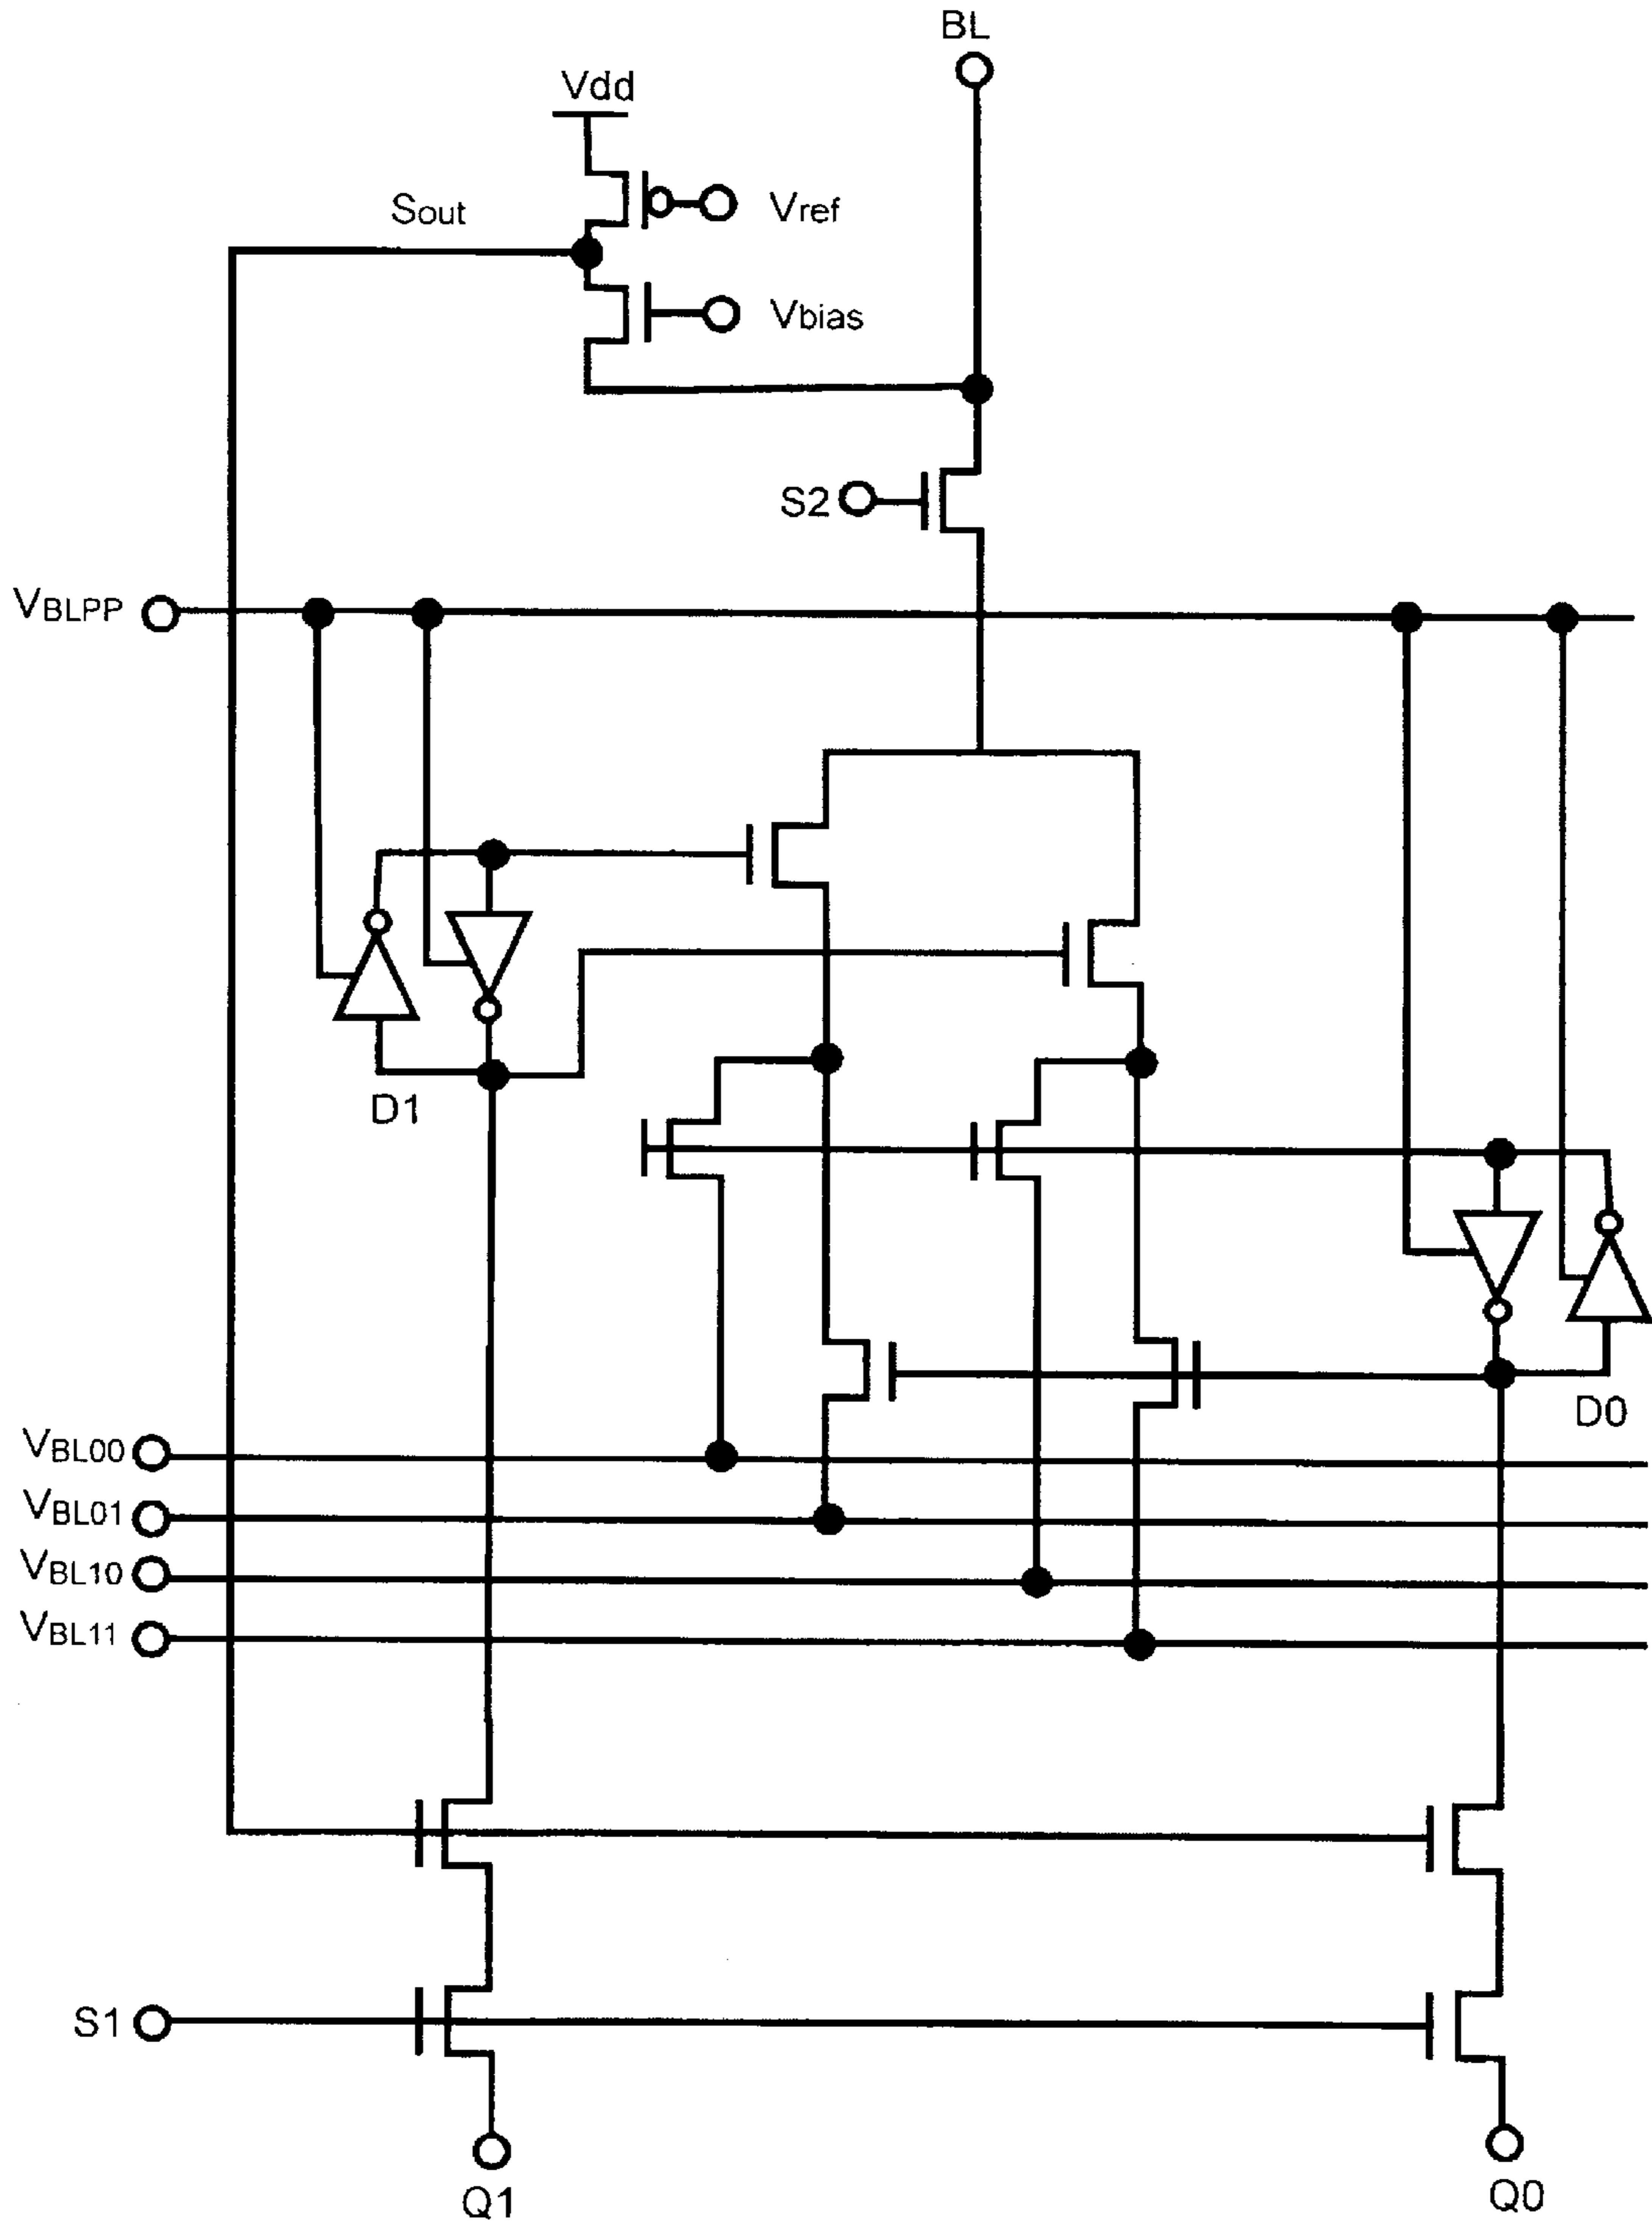 BL
Vdd
Sout
Vref
Vbias
S2
VBLPP
D1
D0
VBL00
VBL01
VBL10
VBL11
S1
Q1
Q0